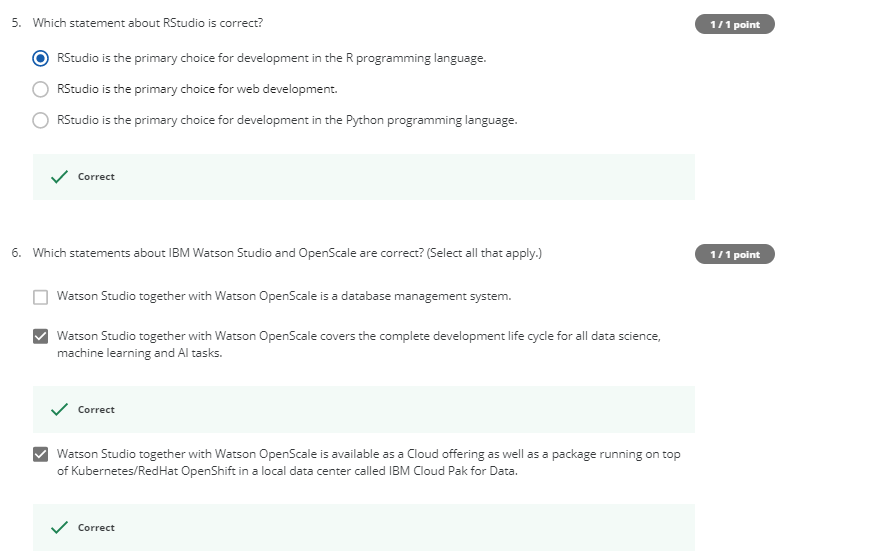 5. Which statement about RStudio is correct?
1 / 1 point
RStudio is the primary choice for development in the R programming language.
RStudio is the primary choice for web development.
RStudio is the primary choice for development in the Python programming language.
Correct
6. Which statements about IBM Watson Studio and OpenScale are correct? (Select all that apply.)
1 / 1 point
Watson Studio together with Watson OpenScale is a database management system.
Watson Studio together with Watson OpenScale covers the complete development life cycle for all data science,
machine learning and AI tasks.
Correct
Watson Studio together with Watson OpenScale is available as a Cloud offering as well as a package running on top
of Kubernetes/RedHat OpenShift in a local data center called IBM Cloud Pak for Data.
Correct